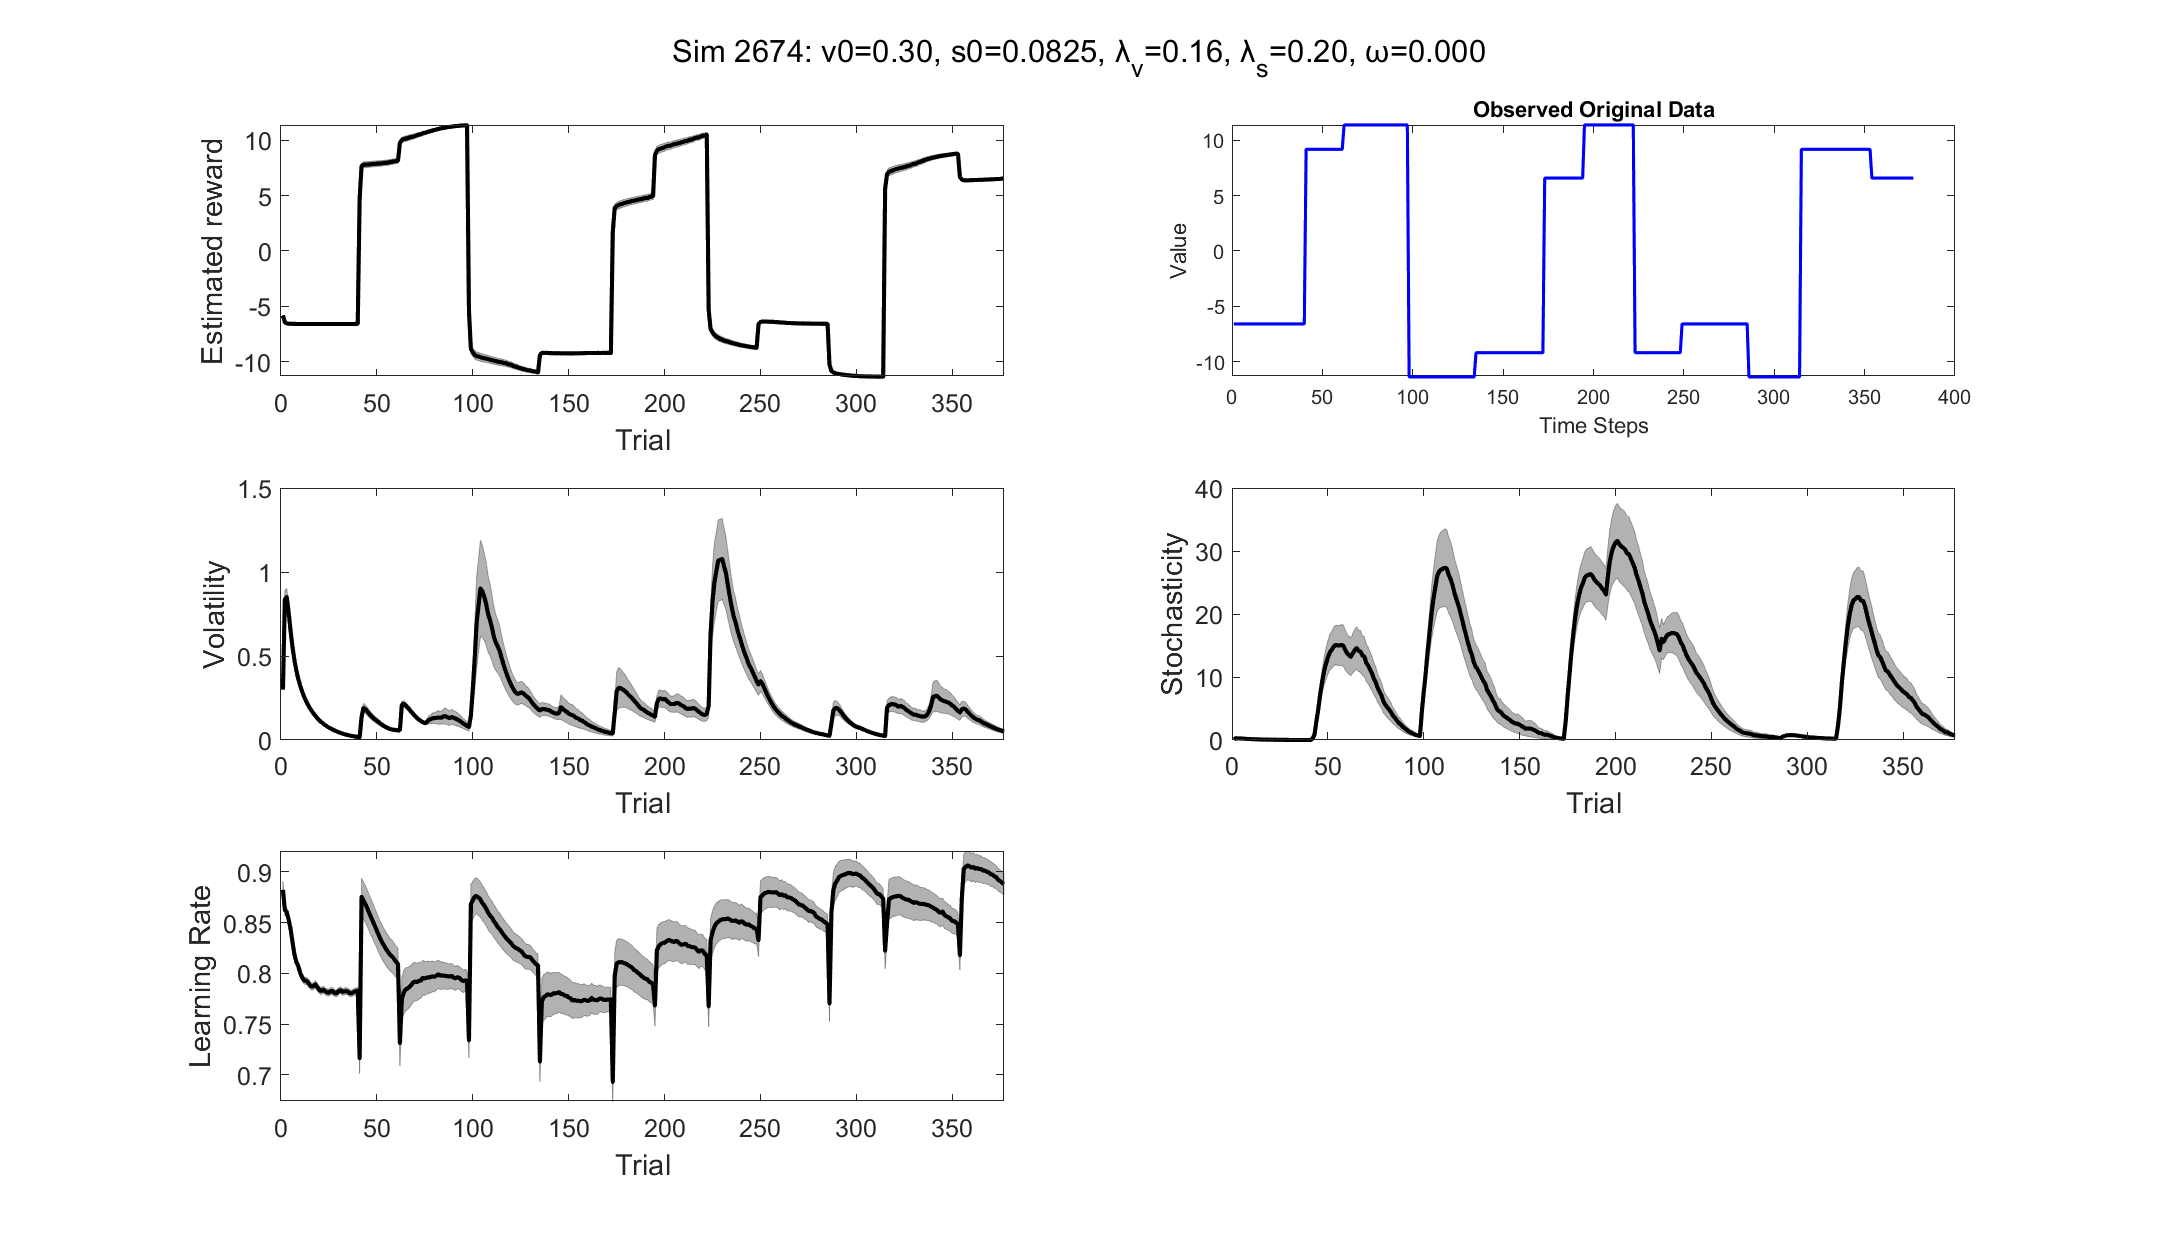 Sim 2674: v0=0.30, s0=0.0825, λv=0.16, λs=0.20, ω=0.000
Estimated reward
10
5
0
-5
-10
0 50 100 150 200 250 300 350
Trial
Observed Original Data
Value
10
5
0
-5
-10
0 50 100 150 200 250 300 350 400
Time Steps
Volatility
1.5
1
0.5
0
0 50 100 150 200 250 300 350
Trial
Stochasticity
40
30
20
10
0
0 50 100 150 200 250 300 350
Trial
Learning Rate
0.9
0.85
0.8
0.75
0.7
0 50 100 150 200 250 300 350
Trial